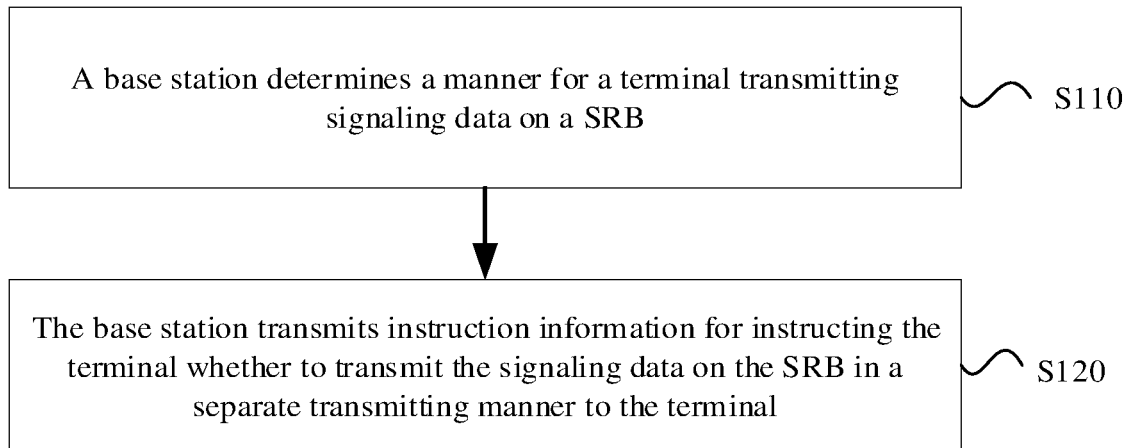 A base station determines a manner for a terminal transmitting
signaling data on a SRB
S110
The base station transmits instruction information for instructing the
terminal whether to transmit the signaling data on the SRB in a
separate transmitting manner to the terminal
S120